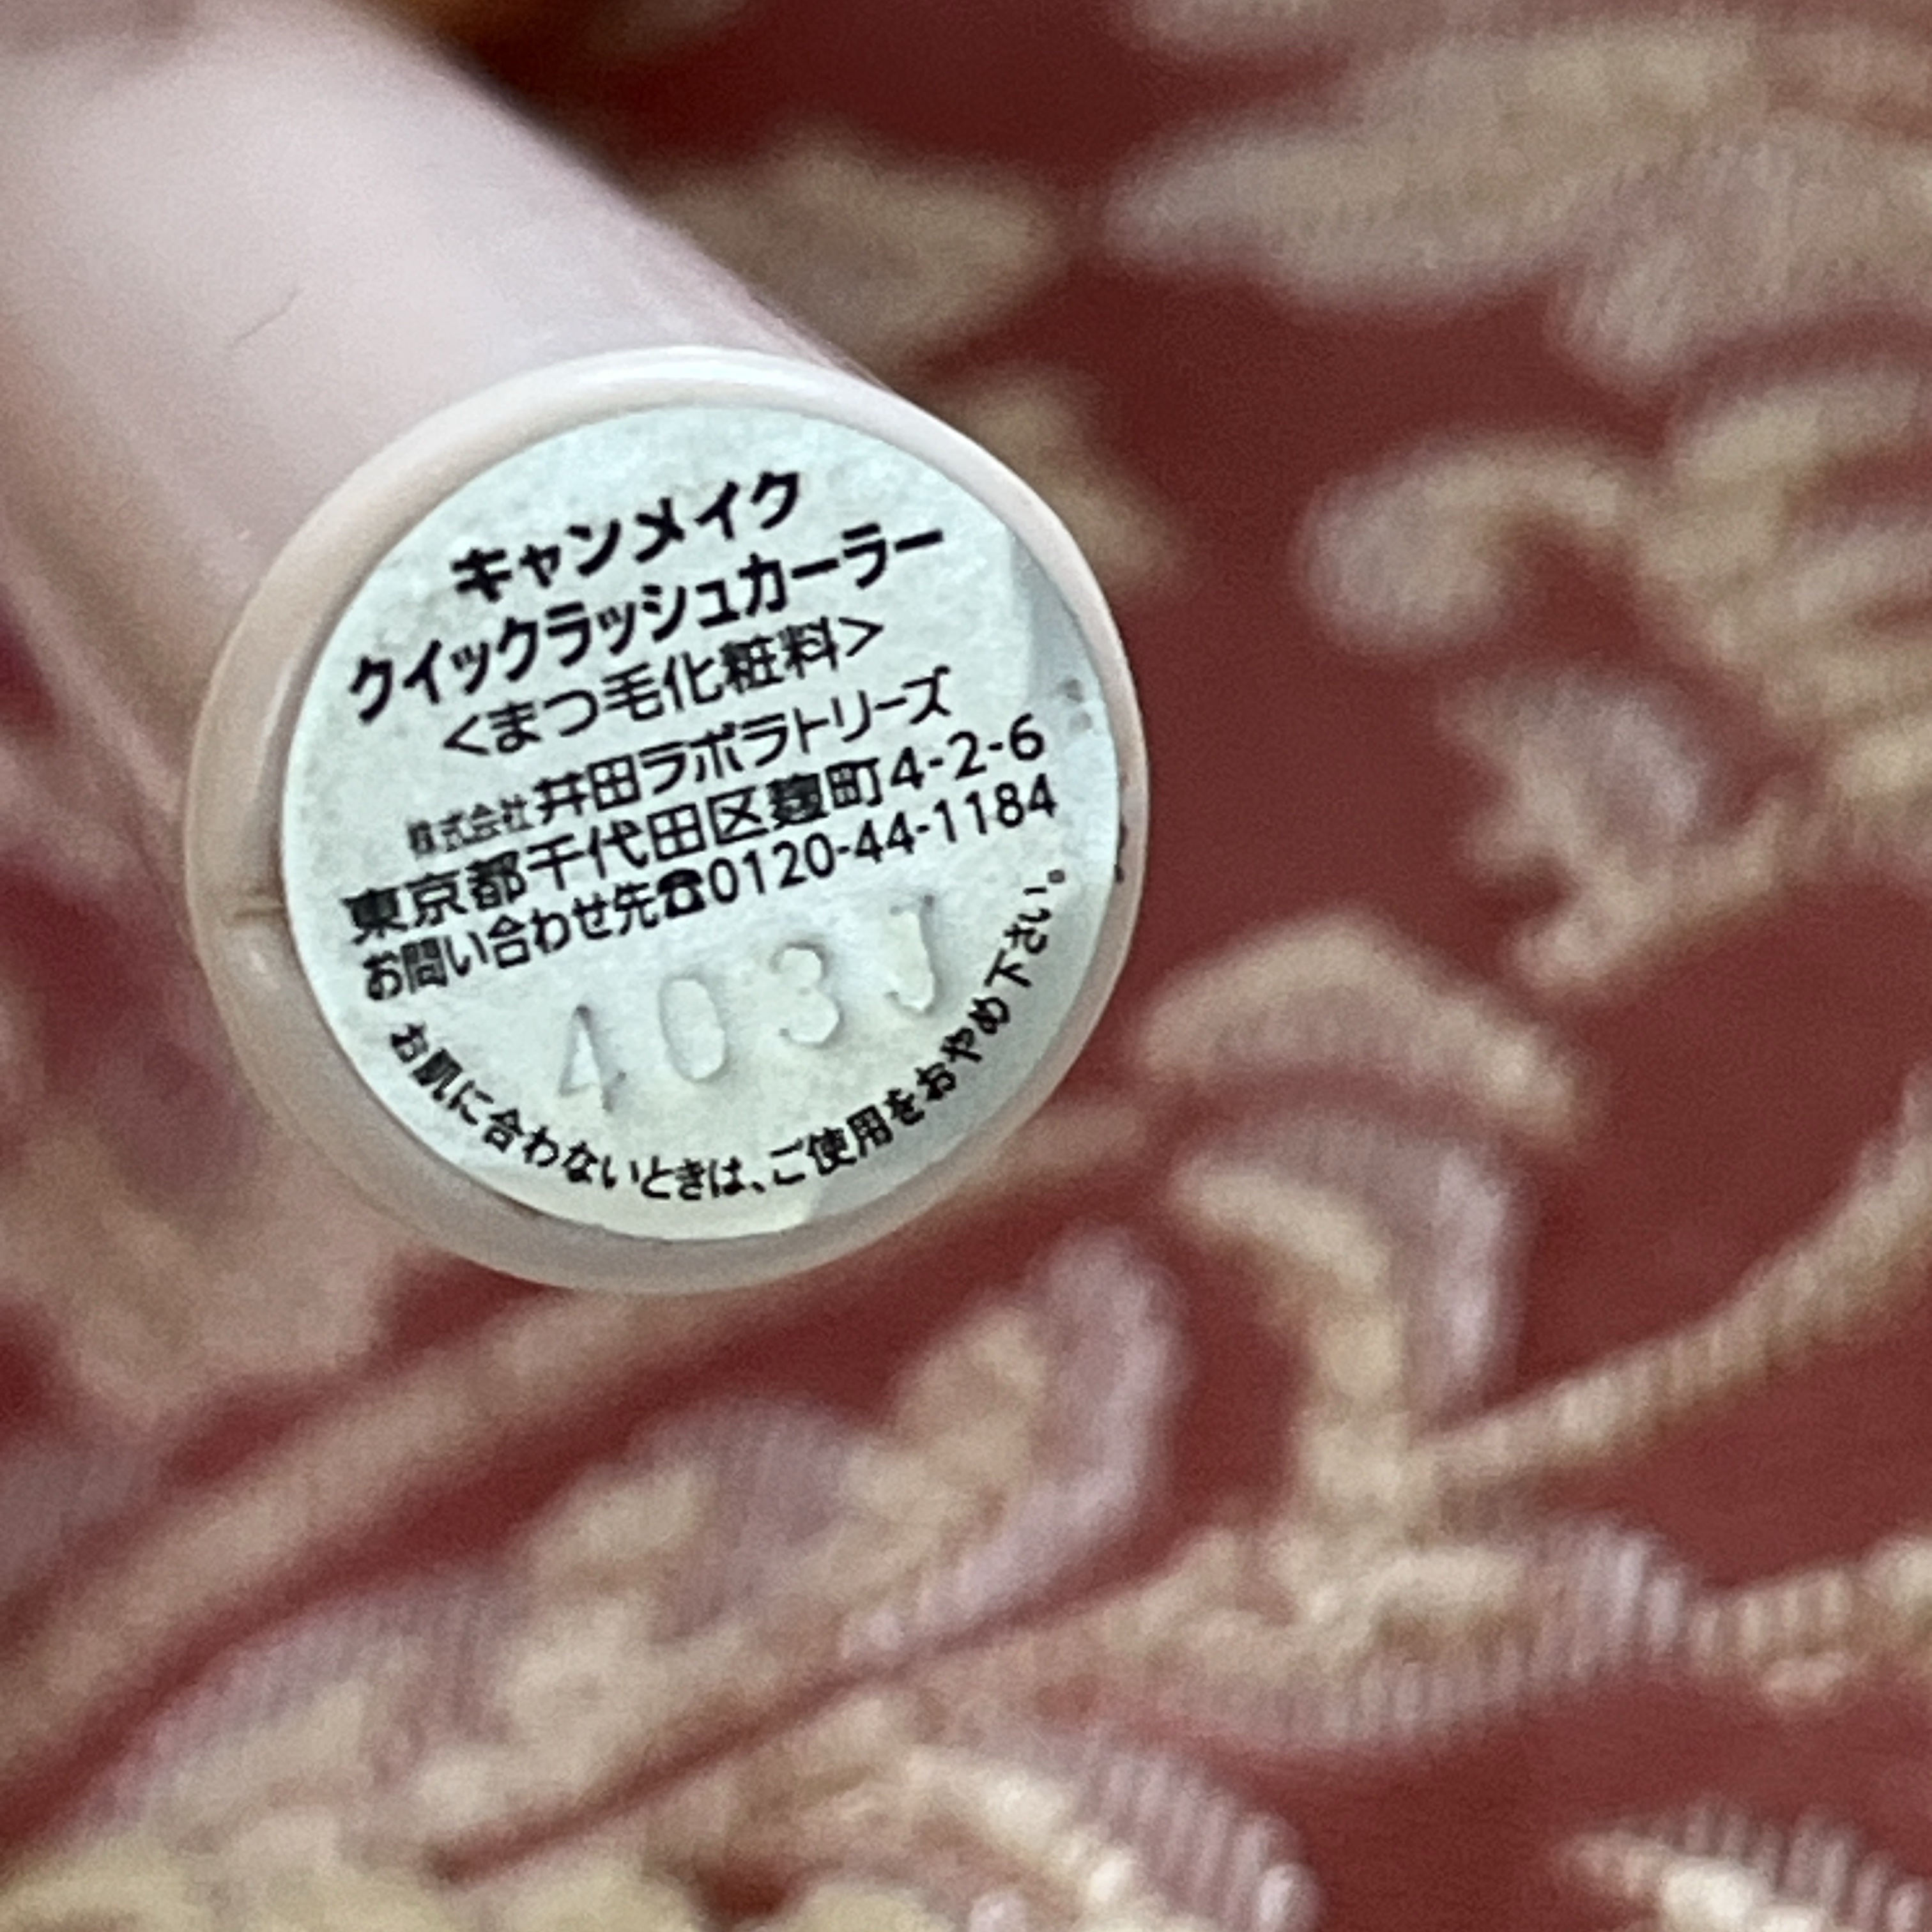 キャンメイク
クイックラッシュカーラー
<まつ毛化粧料>
株式会社井田ラボラトリーズ
東京都千代田区麹町4-2-6
お問い合わせ先☎0120-44-1184
403J
お肌に合わないときは、ご使用をおやめ下さい。